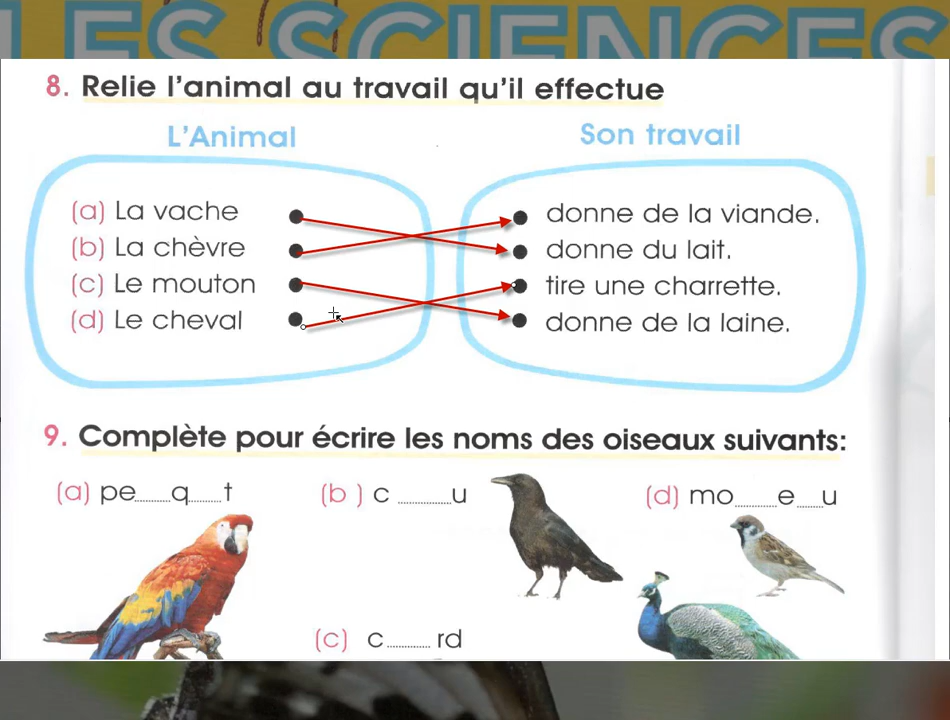 LES SCIENCES
8. Relie l'animal au travail qu'il effectue
L'Animal
Son travail
(a) La vache
donne de la viande.
(b) La chèvre
donne du lait.
(c) Le mouton
tire une charrette.
(d) Le cheval
donne de la laine.
9. Complète pour écrire les noms des oiseaux suivants:
(a) pe........q........t
(b ) c ............u
(d) mo..........e......u
(c) c........... rd